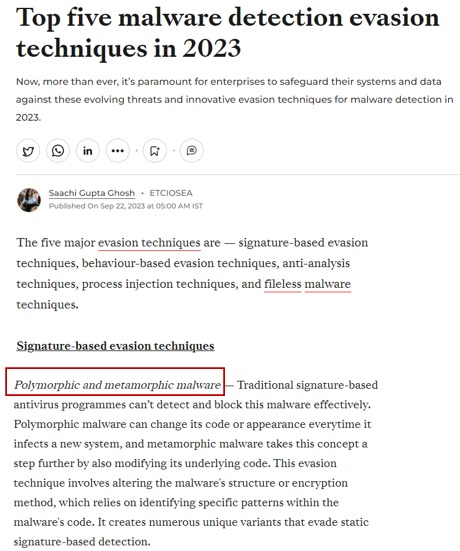 Top five malware detection evasion
techniques in 2023
Now, more than ever, it's paramount for enterprises to safeguard their systems and data
against these evolving threats and innovative evasion techniques for malware detection in
2023.
Saachi Gupta Ghosh • ETCIOSEA
Published On Sep 22, 2023 at 05:00 AM IST
The five major evasion techniques are — signature-based evasion
techniques, behaviour-based evasion techniques, anti-analysis
techniques, process injection techniques, and fileless malware
techniques.
Signature-based evasion techniques
Polymorphic and metamorphic malware — Traditional signature-based
antivirus programmes can't detect and block this malware effectively.
Polymorphic malware can change its code or appearance everytime it
infects a new system, and metamorphic malware takes this concept a
step further by also modifying its underlying code. This evasion
technique involves altering the malware's structure or encryption
method, which relies on identifying specific patterns within the
malware's code. It creates numerous unique variants that evade static
signature-based detection.